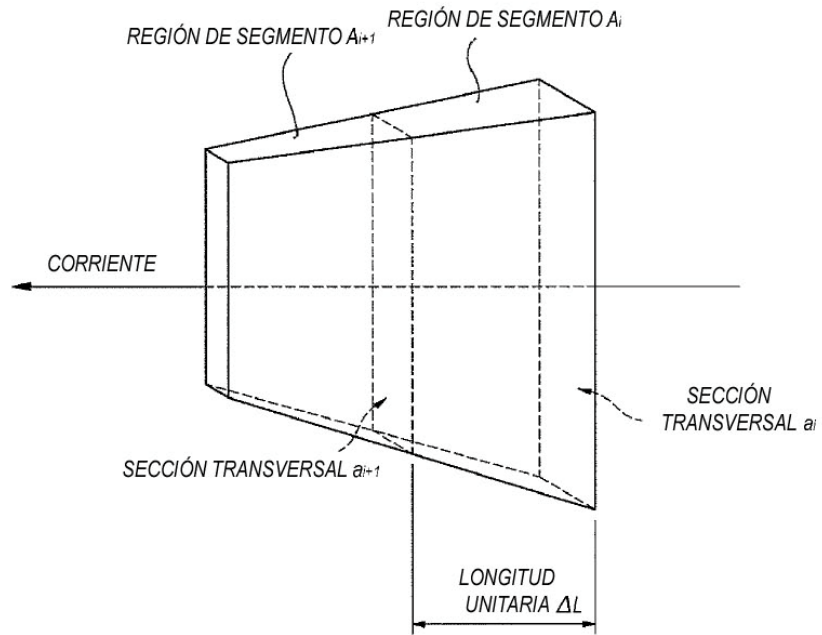 REGIÓN DE SEGMENTO Ai+1
REGIÓN DE SEGMENTO Ai
CORRIENTE
SECCIÓN
TRANSVERSAL ai
SECCIÓN TRANSVERSAL ai+1
LONGITUD
UNITARIA ΔL